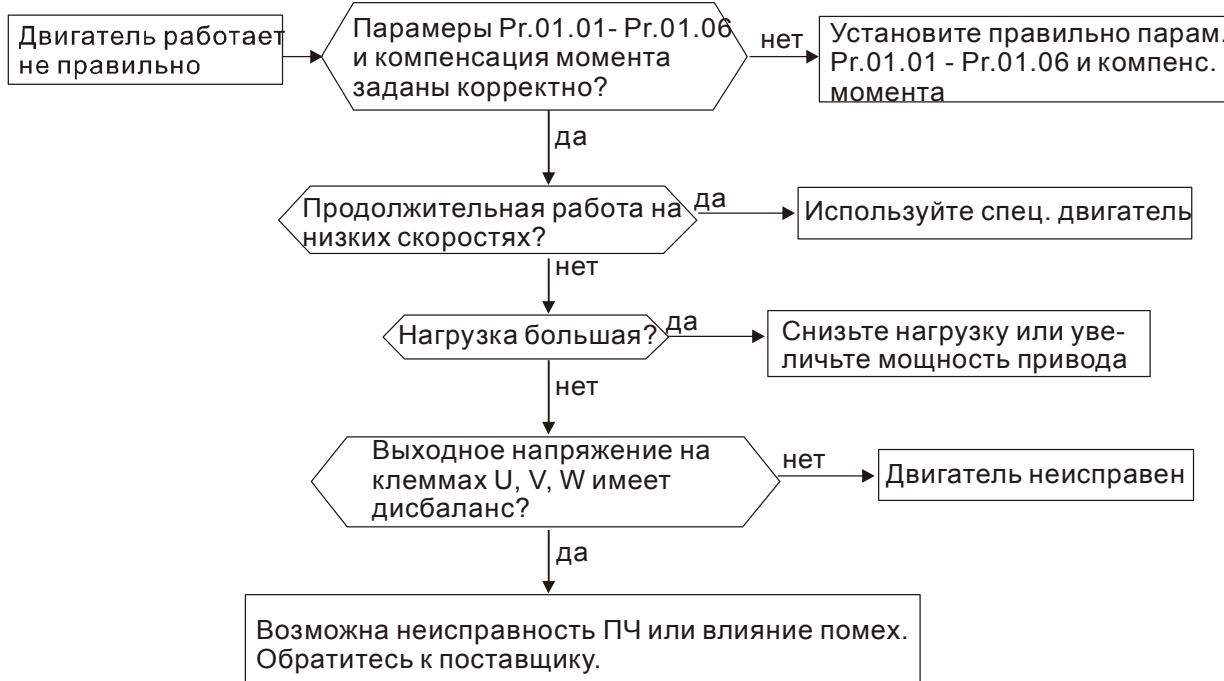 Двигатель работает
не правильно
Парамеры Pr.01.01- Pr.01.06
и компенсация момента
заданы корректно?
нет
Установите правильно парам.
Pr.01.01 - Pr.01.06 и компенс.
момента
да
Продолжительная работа на
низких скоростях?
да
Используйте спец. двигатель
нет
Нагрузка большая?
да
Снизьте нагрузку или уве-
личьте мощность привода
нет
Выходное напряжение на
клеммах U, V, W имеет
дисбаланс?
нет
Двигатель неисправен
да
Возможна неисправность ПЧ или влияние помех.
Обратитесь к поставщику.